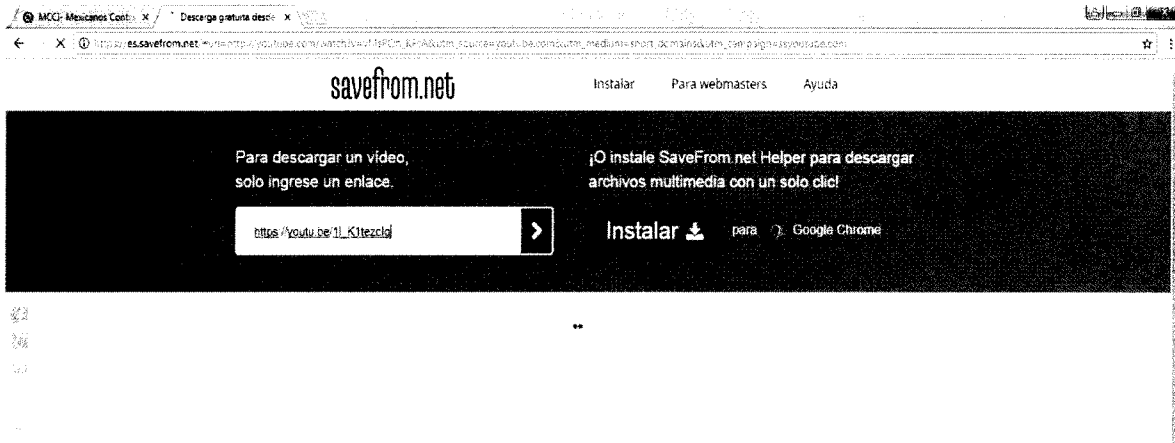 MCCI- Mexicanos Cont
Descarga gratuita desde
es.savefrom.net
savefrom.net
Instalar Para webmasters Ayuda
Para descargar un vídeo,
solo ingrese un enlace.
¡O instale SaveFrom.net Helper para descargar
archivos multimedia con un solo clic!
https://youtu.be/1l_K1tezclg
Instalar para Google Chrome